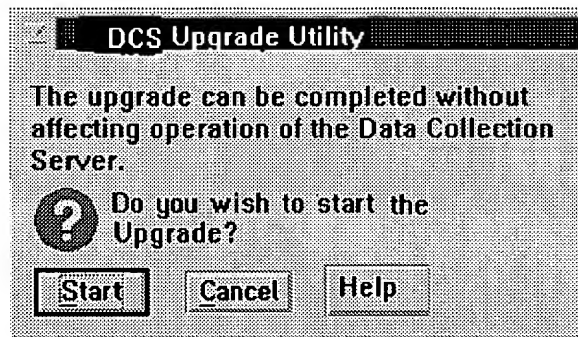 DCS Upgrade Utility
The upgrade can be completed without
affecting operation of the Data Collection
Server.
? Do you wish to start the
Upgrade?
Start Cancel Help